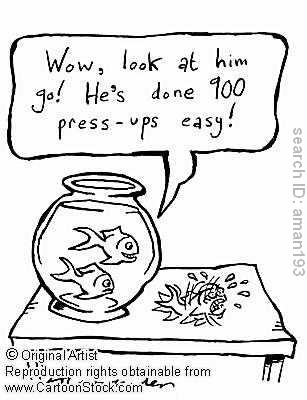 Wow, look at him
go! He's done 900
press-ups easy!
search ID: aman193
© Original Artist
Reproduction rights obtainable from
www.CartoonStock.com